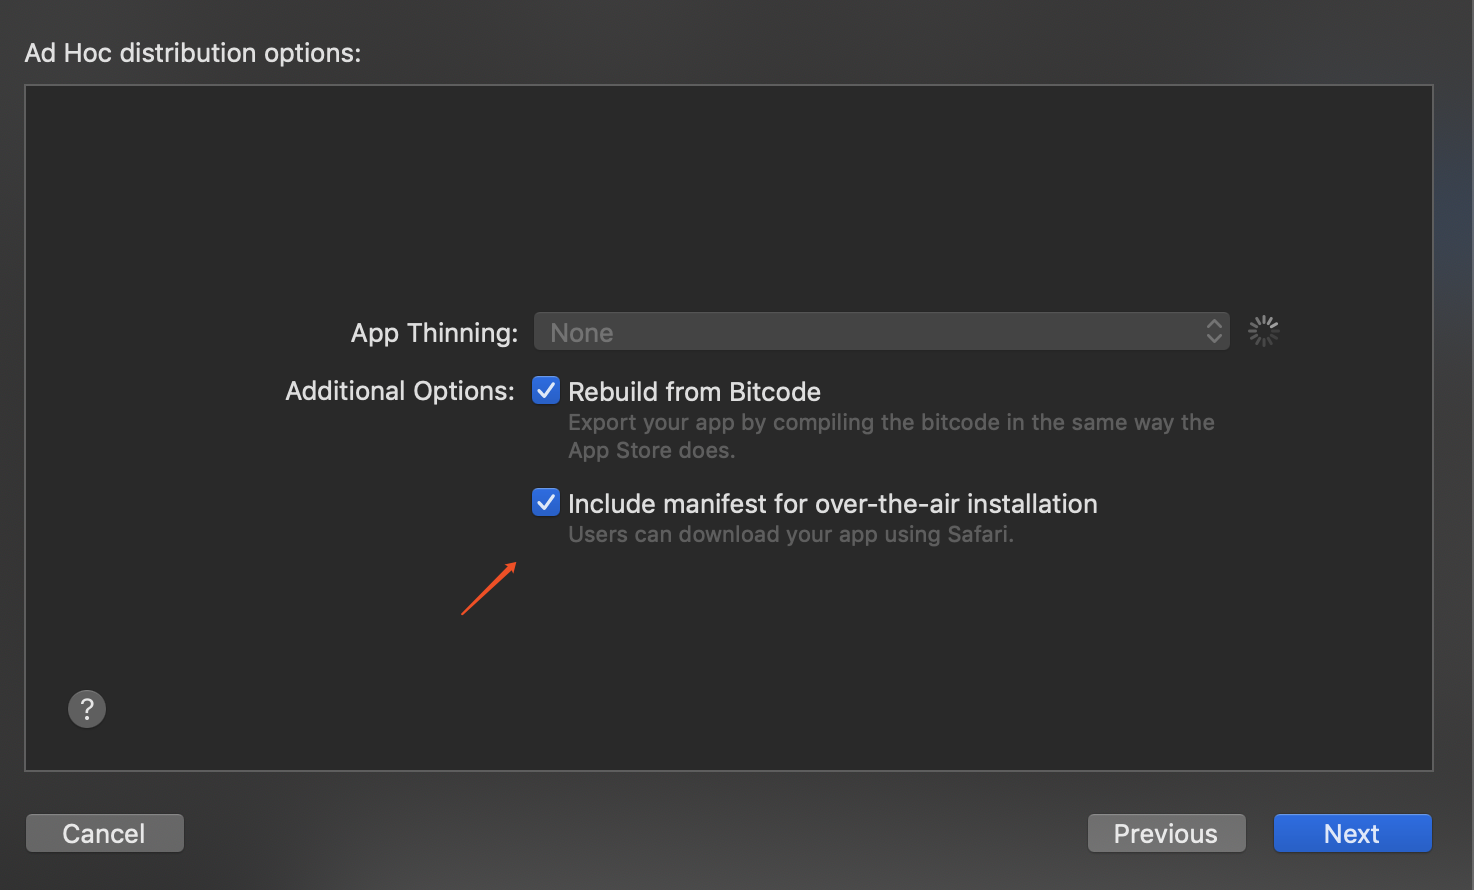 Ad Hoc distribution options:
App Thinning: None
Additional Options: Rebuild from Bitcode
Export your app by compiling the bitcode in the same way the
App Store does.
Include manifest for over-the-air installation
Users can download your app using Safari.
?
Cancel Previous Next